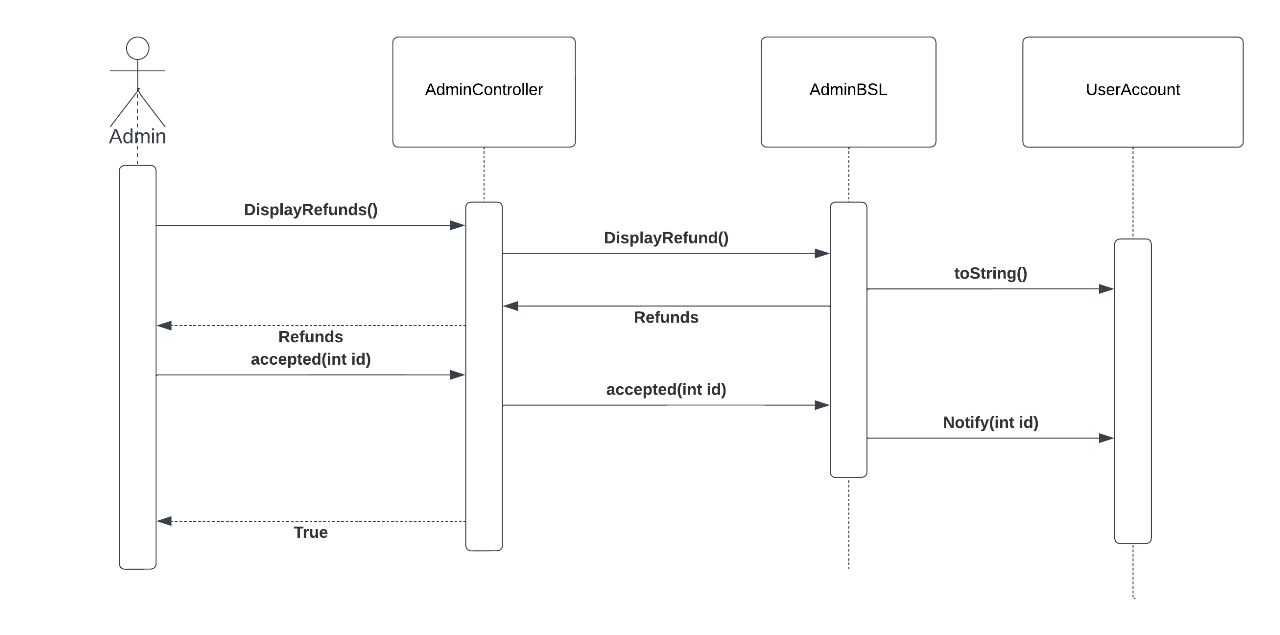 Admin
AdminController
AdminBSL
UserAccount
DisplayRefunds()
DisplayRefund()
toString()
Refunds
Refunds
accepted(int id)
accepted(int id)
Notify(int id)
True